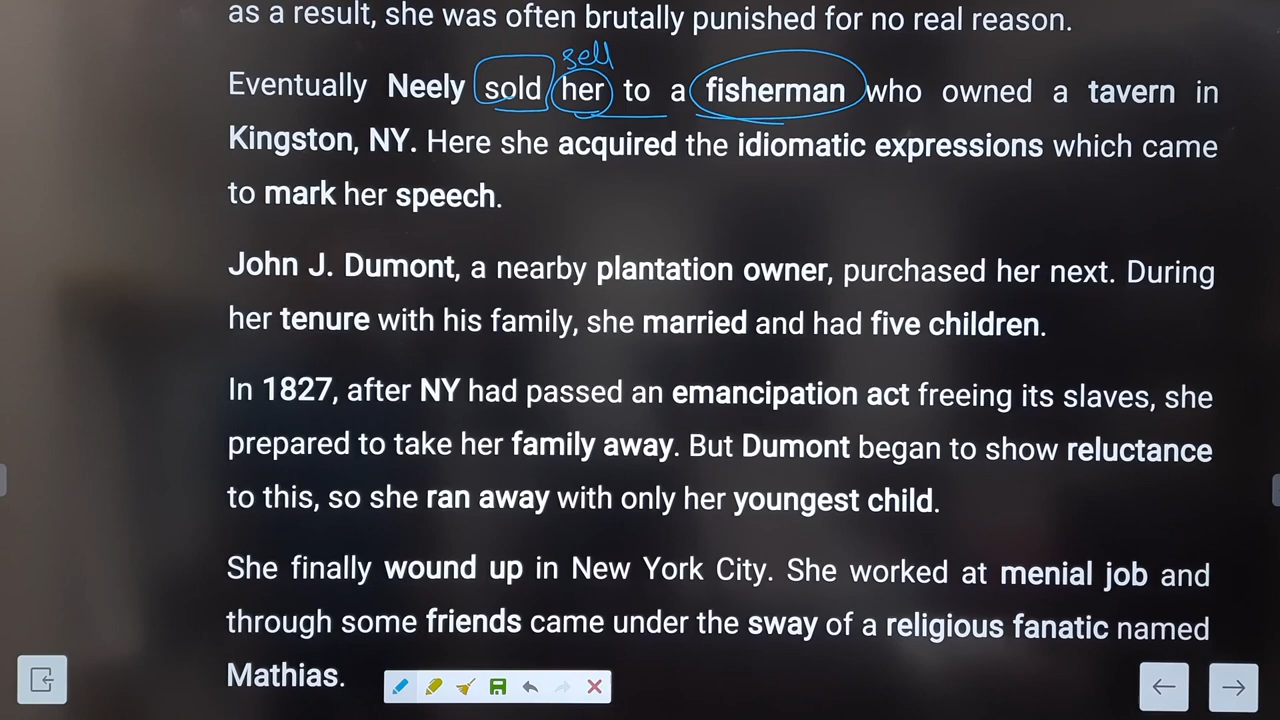 as a result, she was often brutally punished for no real reason.
sell
Eventually Neely sold her to a fisherman who owned a tavern in
Kingston, NY. Here she acquired the idiomatic expressions which came
to mark her speech.
John J. Dumont, a nearby plantation owner, purchased her next. During
her tenure with his family, she married and had five children.
In 1827, after NY had passed an emancipation act freeing its slaves, she
prepared to take her family away. But Dumont began to show reluctance
to this, so she ran away with only her youngest child.
She finally wound up in New York City. She worked at menial job and
through some friends came under the sway of a religious fanatic named
Mathias.